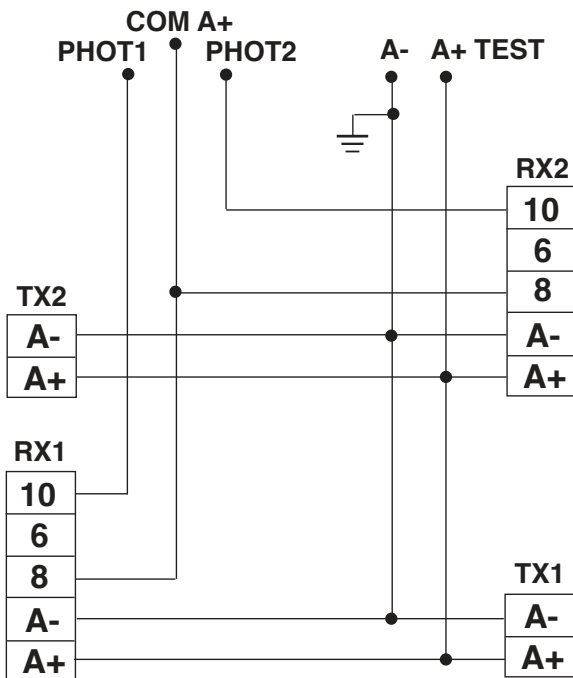 COM A+
PHOT1
PHOT2
A-
A+ TEST
RX2
10
6
8
A-
A+
TX2
A-
A+
RX1
10
6
8
A-
A+
TX1
A-
A+